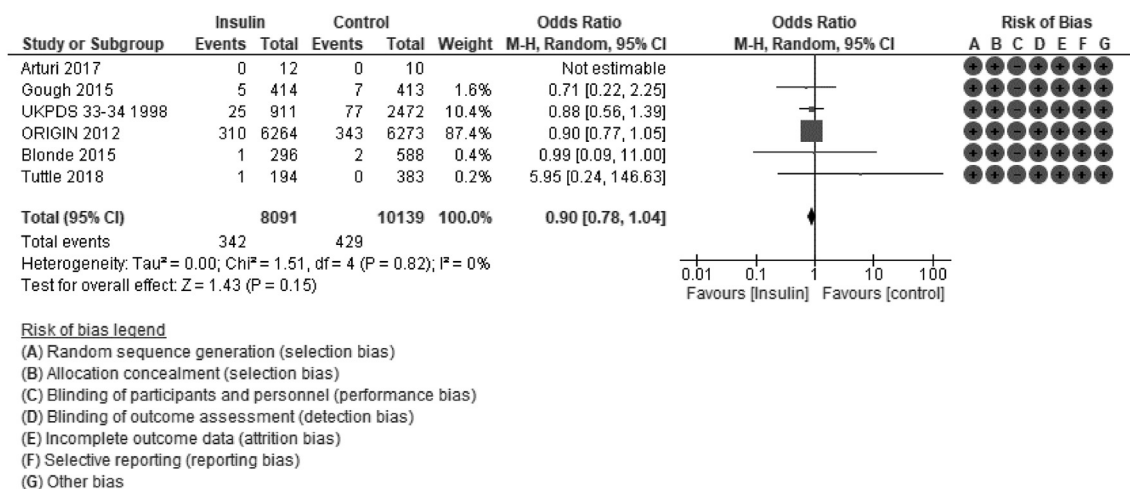 Insulin Control Odds Ratio Odds Ratio Risk of Bias
Study or Subgroup Events Total Events Total Weight M-H, Random, 95% CI M-H, Random, 95% CI A B C D E F G
Arturi 2017 0 12 0 10 Not estimable + + - + + + +
Gough 2015 5 414 7 413 1.6% 0.71 [0.22, 2.25] + + - + + + +
UKPDS 33-34 1998 25 911 77 2472 10.4% 0.88 [0.56, 1.39] + + - + + + +
ORIGIN 2012 310 6264 343 6273 87.4% 0.90 [0.77, 1.05] + + - + + + +
Blonde 2015 1 296 2 588 0.4% 0.99 [0.09, 11.00] + + - + + + +
Tuttle 2018 1 194 0 383 0.2% 5.95 [0.24, 146.63] + + - + + + +
Total (95% CI) 8091 10139 100.0% 0.90 [0.78, 1.04]
Total events 342 429
Heterogeneity: Tau² = 0.00; Chi² = 1.51, df = 4 (P = 0.82); I² = 0%
Test for overall effect: Z = 1.43 (P = 0.15)
0.01 0.1 1 10 100
Favours [Insulin] Favours [control]
Risk of bias legend
(A) Random sequence generation (selection bias)
(B) Allocation concealment (selection bias)
(C) Blinding of participants and personnel (performance bias)
(D) Blinding of outcome assessment (detection bias)
(E) Incomplete outcome data (attrition bias)
(F) Selective reporting (reporting bias)
(G) Other bias